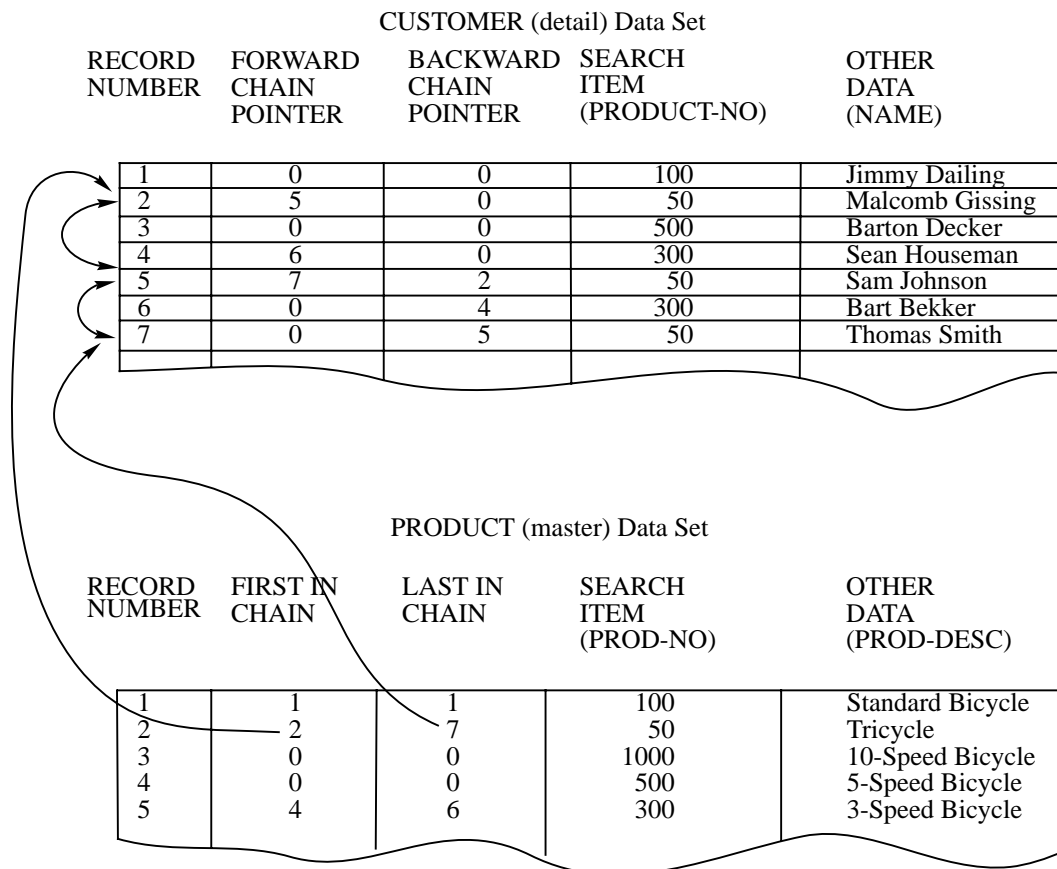 CUSTOMER (detail) Data Set
RECORD FORWARD BACKWARD SEARCH OTHER
NUMBER CHAIN CHAIN ITEM DATA
POINTER POINTER (PRODUCT-NO) (NAME)
1 0 0 100 Jimmy Dailing
2 5 0 50 Malcomb Gissing
3 0 0 500 Barton Decker
4 6 0 300 Sean Houseman
5 7 2 50 Sam Johnson
6 0 4 300 Bart Bekker
7 0 5 50 Thomas Smith
PRODUCT (master) Data Set
RECORD FIRST IN LAST IN SEARCH OTHER
NUMBER CHAIN CHAIN ITEM DATA
(PROD-NO) (PROD-DESC)
1 1 1 100 Standard Bicycle
2 2 7 50 Tricycle
3 0 0 1000 10-Speed Bicycle
4 0 0 500 5-Speed Bicycle
5 4 6 300 3-Speed Bicycle